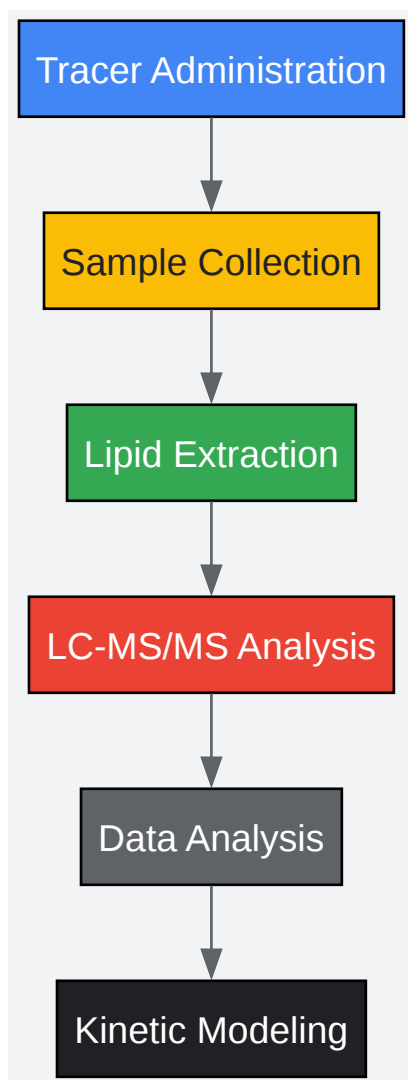 Tracer Administration
Sample Collection
Lipid Extraction
LC-MS/MS Analysis
Data Analysis
Kinetic Modeling